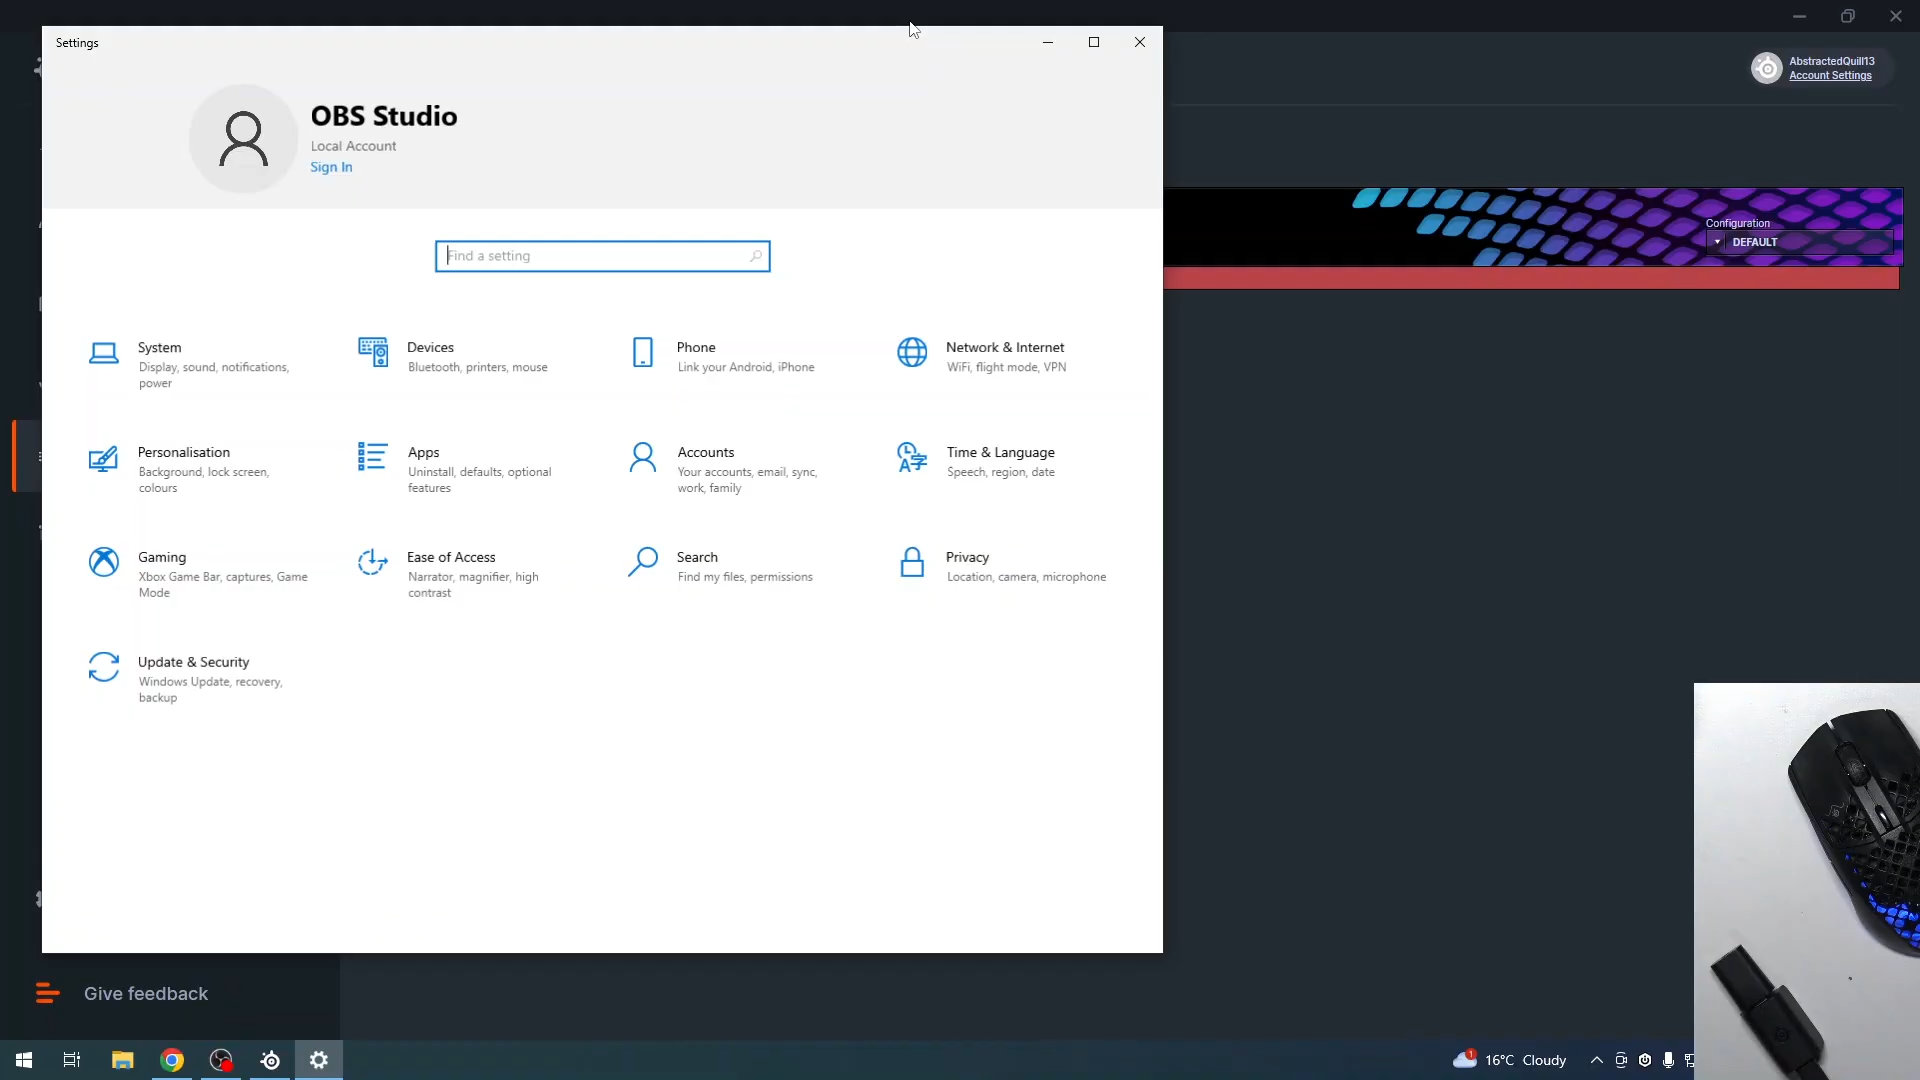 Settings
OBS Studio
Local Account
Sign In
Find a setting
System
Display, sound, notifications,
power
Devices
Bluetooth, printers, mouse
Phone
Link your Android, iPhone
Network & Internet
WiFi, flight mode, VPN
Personalisation
Background, lock screen,
colours
Apps
Uninstall, defaults, optional
features
Accounts
Your accounts, email, sync,
work, family
Time & Language
Speech, region, date
Gaming
Xbox Game Bar, captures, Game
Mode
Ease of Access
Narrator, magnifier, high
contrast
Search
Find my files, permissions
Privacy
Location, camera, microphone
Update & Security
Windows Update, recovery,
backup
AbstractedQuill13
Account Settings
Configuration
DEFAULT
Give feedback
1
16°C Cloudy